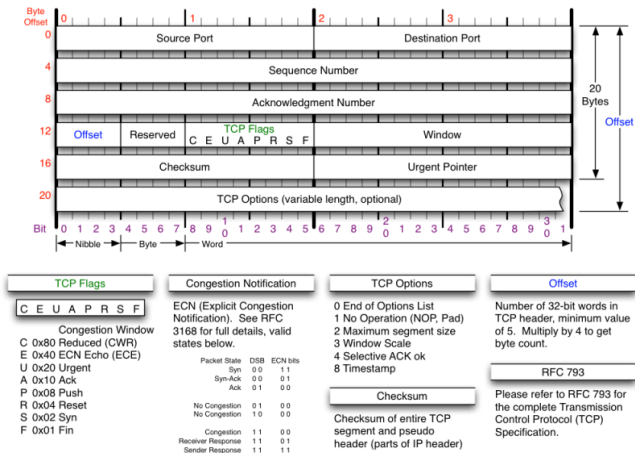 Byte
Offset
0 1 2 3
0 Source Port Destination Port
4 Sequence Number
8 Acknowledgment Number
20
Bytes
Offset
12 Offset Reserved TCP Flags Window
C E U A P R S F
16 Checksum Urgent Pointer
20 TCP Options (variable length, optional)
Bit 0 1 2 3 4 5 6 7 8 9 1 0 1 2 3 4 5 6 7 8 9 2 0 1 2 3 4 5 6 7 8 9 3 0 1
Nibble Byte Word
TCP Flags
C E U A P R S F
Congestion Window
C 0x80 Reduced (CWR)
E 0x40 ECN Echo (ECE)
U 0x20 Urgent
A 0x10 Ack
P 0x08 Push
R 0x04 Reset
S 0x02 Syn
F 0x01 Fin
Congestion Notification
ECN (Explicit Congestion
Notification). See RFC
3168 for full details, valid
states below.
Packet State DSB ECN bits
Syn 0 0 1 1
Syn-Ack 0 0 0 1
Ack 0 1 0 0
No Congestion 0 1 0 0
No Congestion 1 0 0 0
Congestion 1 1 0 0
Receiver Response 1 1 0 1
Sender Response 1 1 1 1
TCP Options
0 End of Options List
1 No Operation (NOP, Pad)
2 Maximum segment size
3 Window Scale
4 Selective ACK ok
8 Timestamp
Checksum
Checksum of entire TCP
segment and pseudo
header (parts of IP header)
Offset
Number of 32-bit words in
TCP header, minimum value
of 5. Multiply by 4 to get
byte count.
RFC 793
Please refer to RFC 793 for
the complete Transmission
Control Protocol (TCP)
Specification.